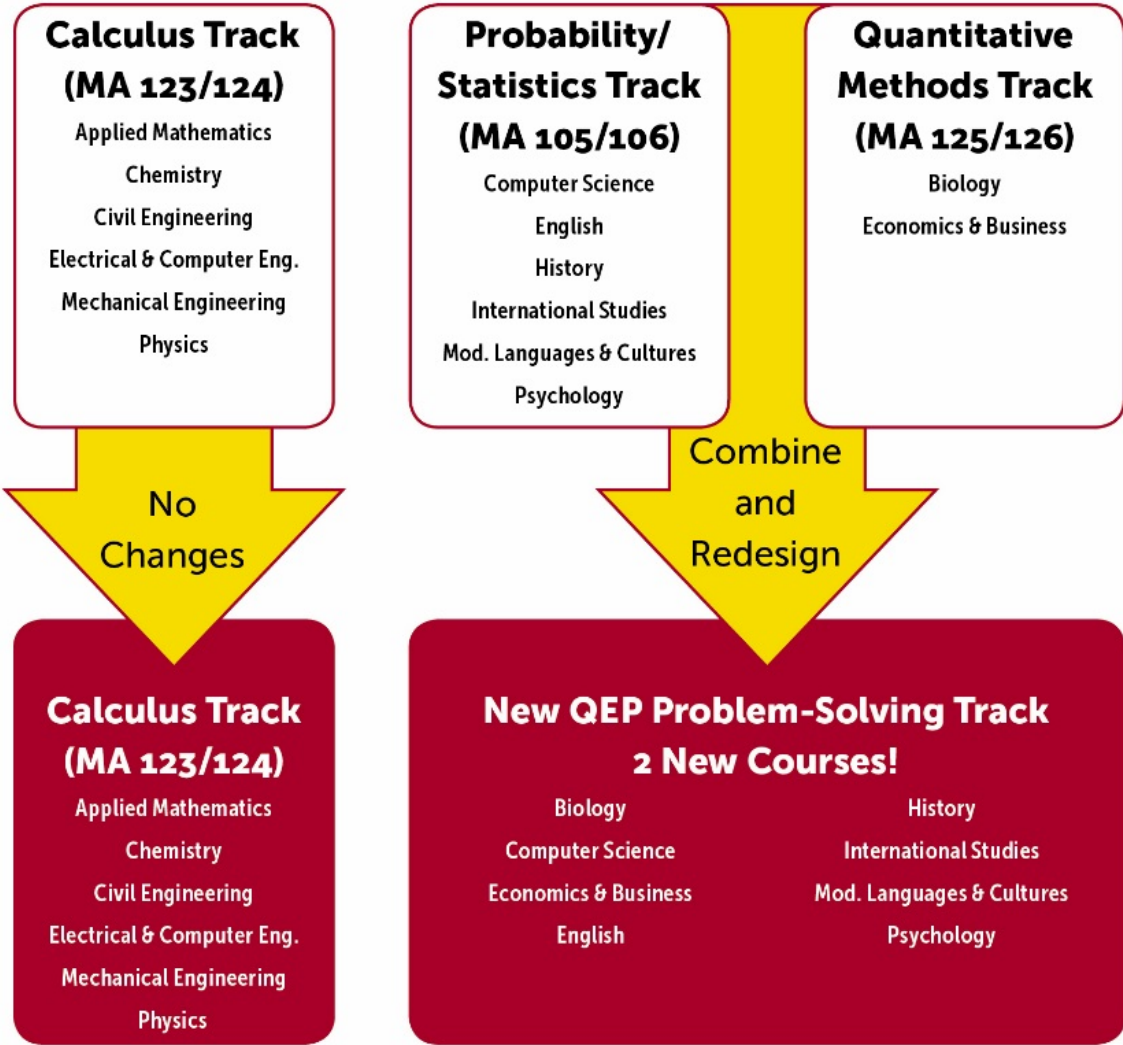 Calculus Track
(MA 123/124)
Applied Mathematics
Chemistry
Civil Engineering
Electrical & Computer Eng.
Mechanical Engineering
Physics
Probability/
Statistics Track
(MA 105/106)
Computer Science
English
History
International Studies
Mod. Languages & Cultures
Psychology
Quantitative
Methods Track
(MA 125/126)
Biology
Economics & Business
No
Changes
Combine
and
Redesign
Calculus Track
(MA 123/124)
Applied Mathematics
Chemistry
Civil Engineering
Electrical & Computer Eng.
Mechanical Engineering
Physics
New QEP Problem-Solving Track
2 New Courses!
Biology
Computer Science
Economics & Business
English
History
International Studies
Mod. Languages & Cultures
Psychology